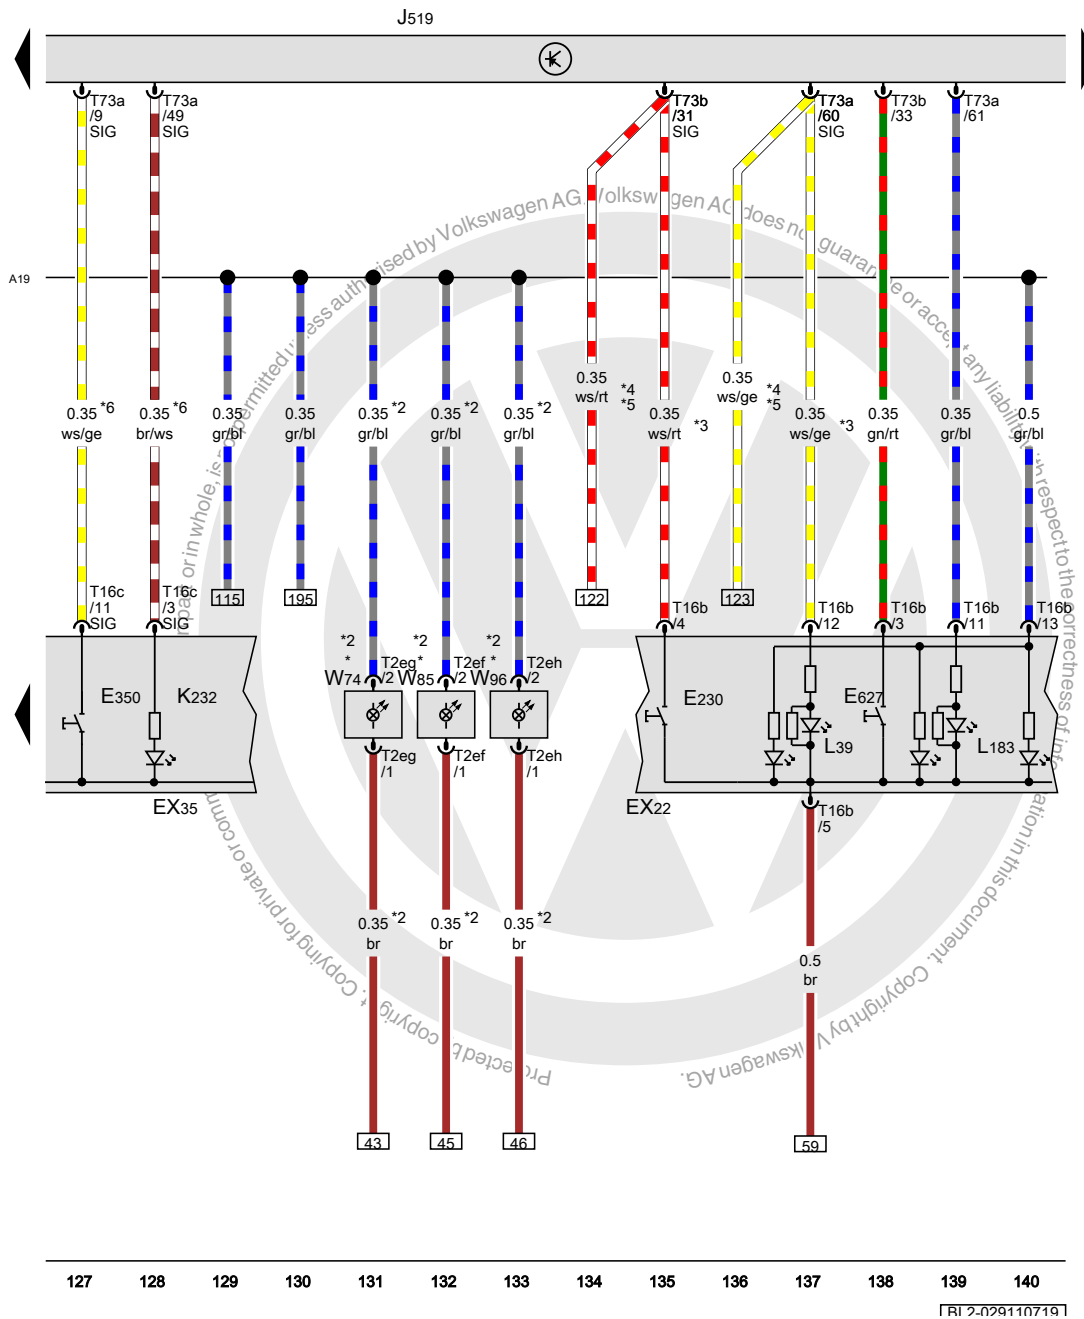 J519
T73a
/9
SIG
T73a
/49
SIG
T73b
/31
SIG
T73a
/60
SIG
T73b
/33
T73a
/61
A19
0.35 *6
ws/ge
0.35 *6
br/ws
0.35
gr/bl
0.35
gr/bl
0.35 *2
gr/bl
0.35 *2
gr/bl
0.35 *2
gr/bl
0.35 *4
ws/rt *5
0.35
ws/rt *3
0.35 *4
ws/ge *5
0.35
ws/ge *3
0.35
gn/rt
0.35
gr/bl
0.5
gr/bl
115
195
122
123
T16c
/11
SIG
T16c
/3
SIG
T16b
/4
T16b
/12
T16b
/3
T16b
/11
T16b
/13
*2
*
W74
T2eg
/2
*2
*
W85
T2ef
/2
*2
*
W96
T2eh
/2
E350
K232
E230
L39
E627
L183
T2eg
/1
T2ef
/1
T2eh
/1
EX35
EX22
T16b
/5
0.35 *2
br
0.35 *2
br
0.35 *2
br
0.5
br
43
45
46
59
127 128 129 130 131 132 133 134 135 136 137 138 139 140
BL2-029110719